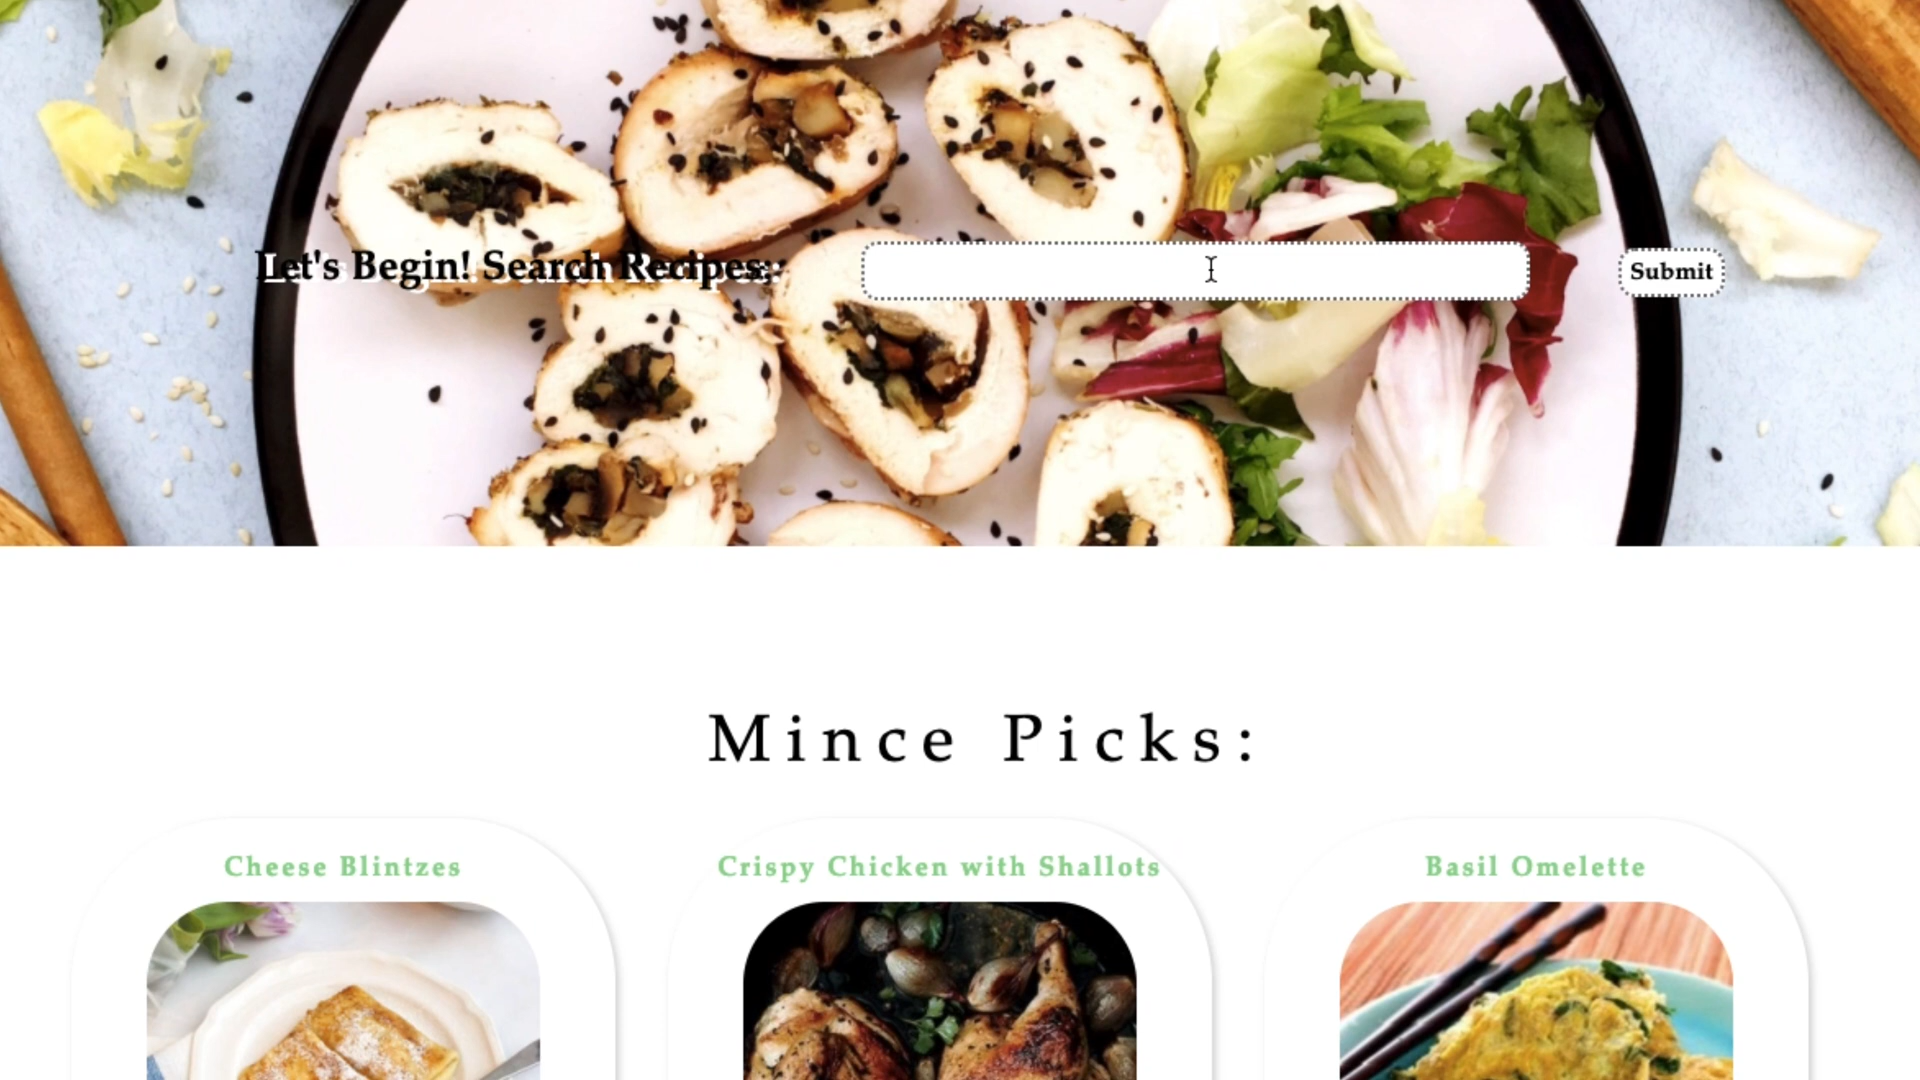 Let's Begin! Search Recipes::
Submit
Mince Picks:
Cheese Blintzes
Crispy Chicken with Shallots
Basil Omelette